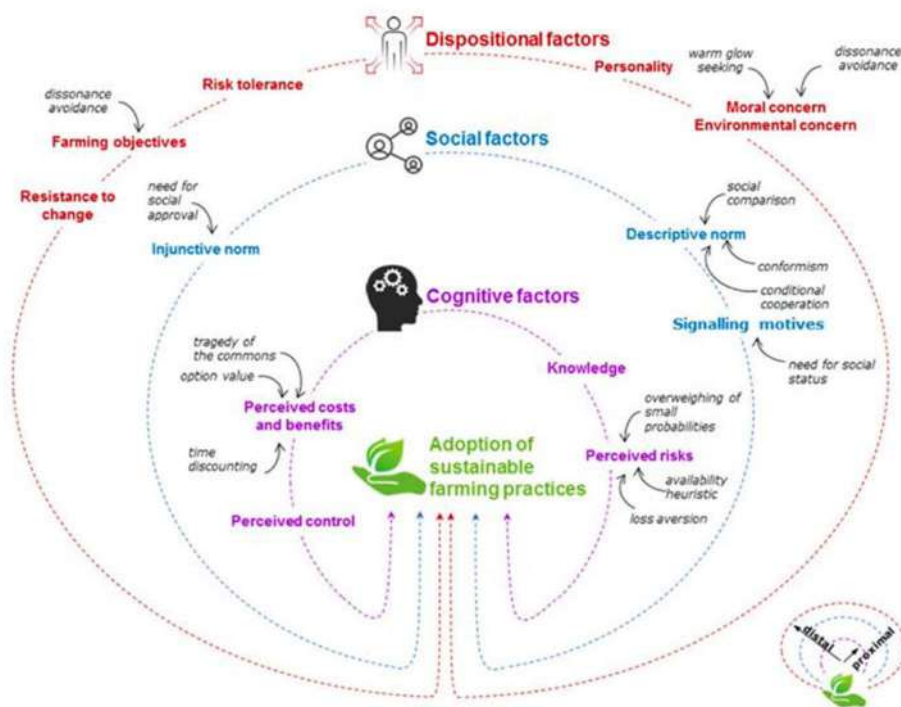 Dispositional factors
Risk tolerance
Personality
warm glow
seeking
dissonance
avoidance
dissonance
avoidance
Farming objectives
Moral concern
Environmental concern
Resistance to
change
Social factors
need for
social
approval
Injunctive norm
social
comparison
Descriptive norm
conformism
conditional
cooperation
Signalling motives
need for social
status
Cognitive factors
tragedy of
the commons
option value
Perceived costs
and benefits
time
discounting
Perceived control
Knowledge
overweighing of
small
probabilities
Perceived risks
availability
heuristic
loss aversion
Adoption of
sustainable
farming practices
distal
proximal